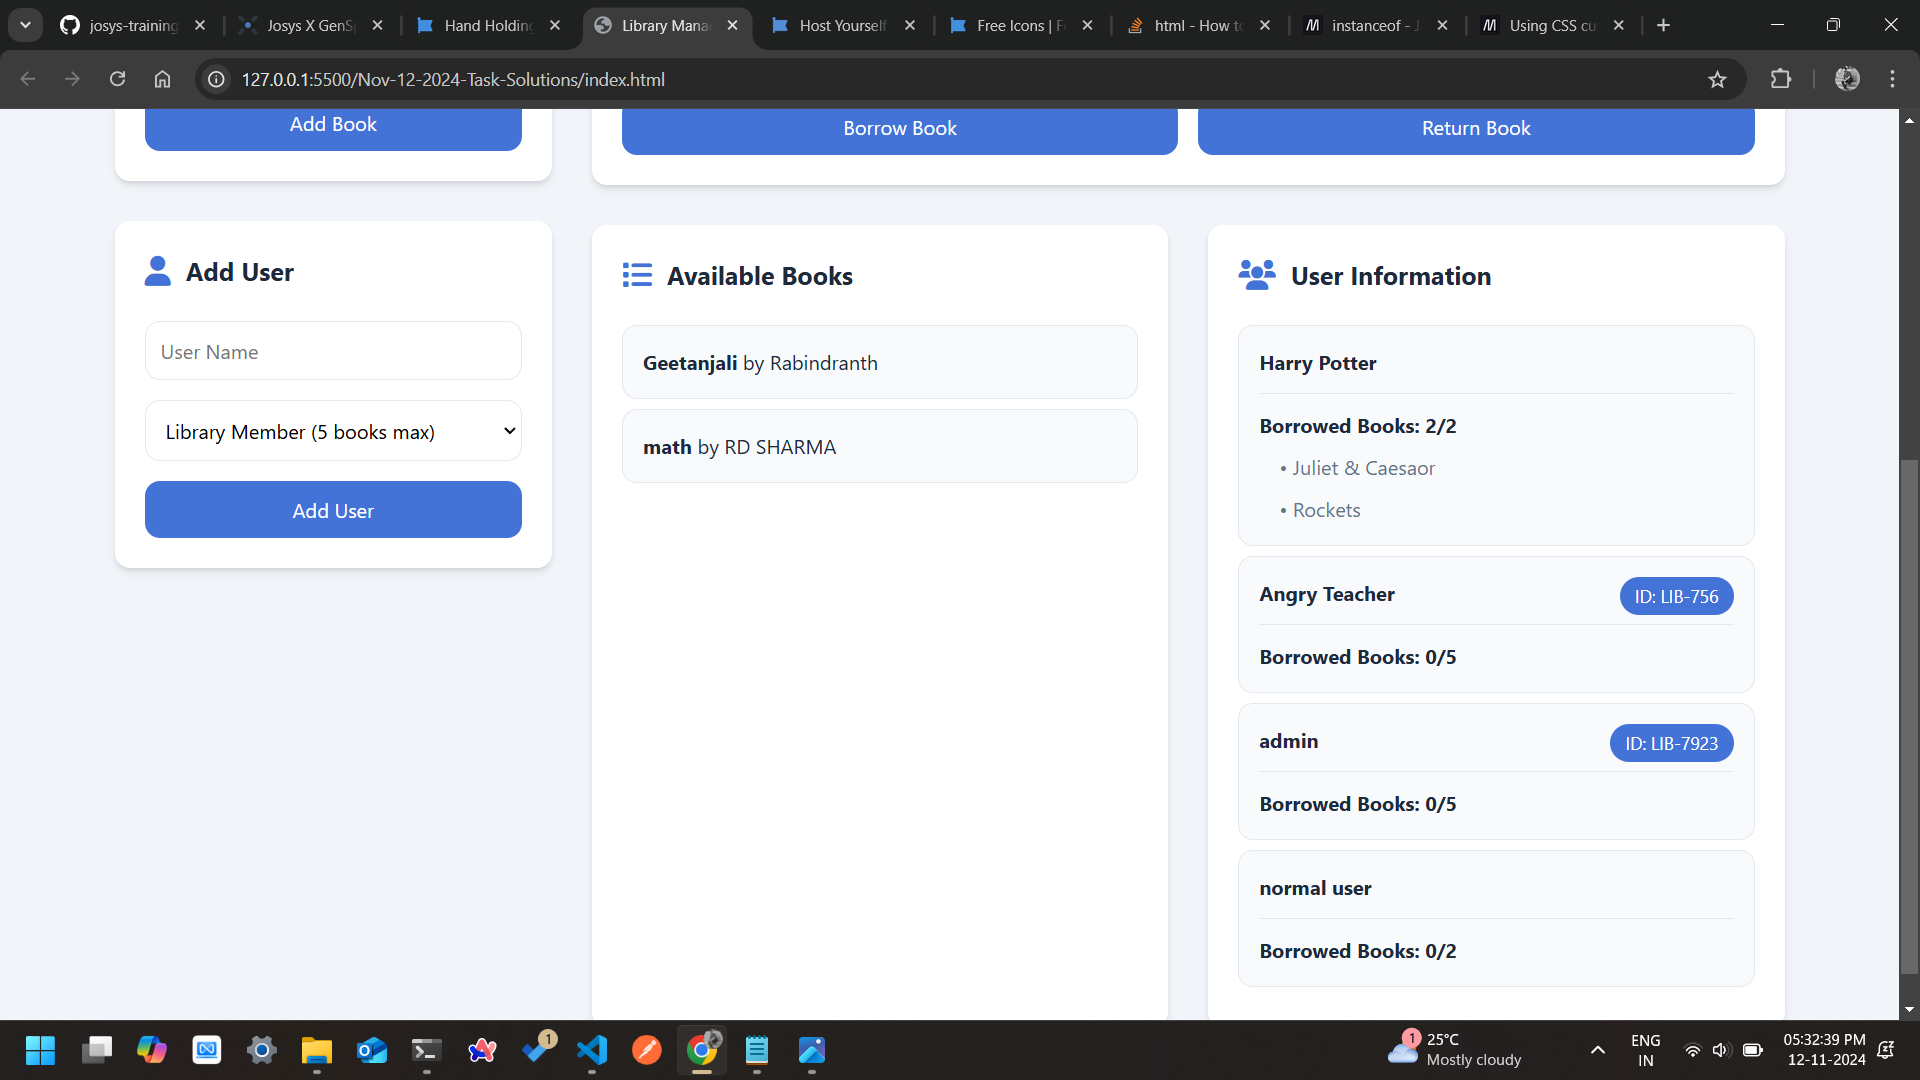 josys-training
Josys X GenS
Hand Holding
Library Mana
Host Yourself
Free Icons | F
html - How to
instanceof - J
Using CSS cu
127.0.0.1:5500/Nov-12-2024-Task-Solutions/index.html
Add Book
Borrow Book
Return Book
Add User
User Name
Library Member (5 books max)
Add User
Available Books
Geetanjali by Rabindranth
math by RD SHARMA
User Information
Harry Potter
Borrowed Books: 2/2
• Juliet & Caesaor
• Rockets
Angry Teacher
ID: LIB-756
Borrowed Books: 0/5
admin
ID: LIB-7923
Borrowed Books: 0/5
normal user
Borrowed Books: 0/2
1
1
25°C
Mostly cloudy
ENG
IN
05:32:39 PM
12-11-2024